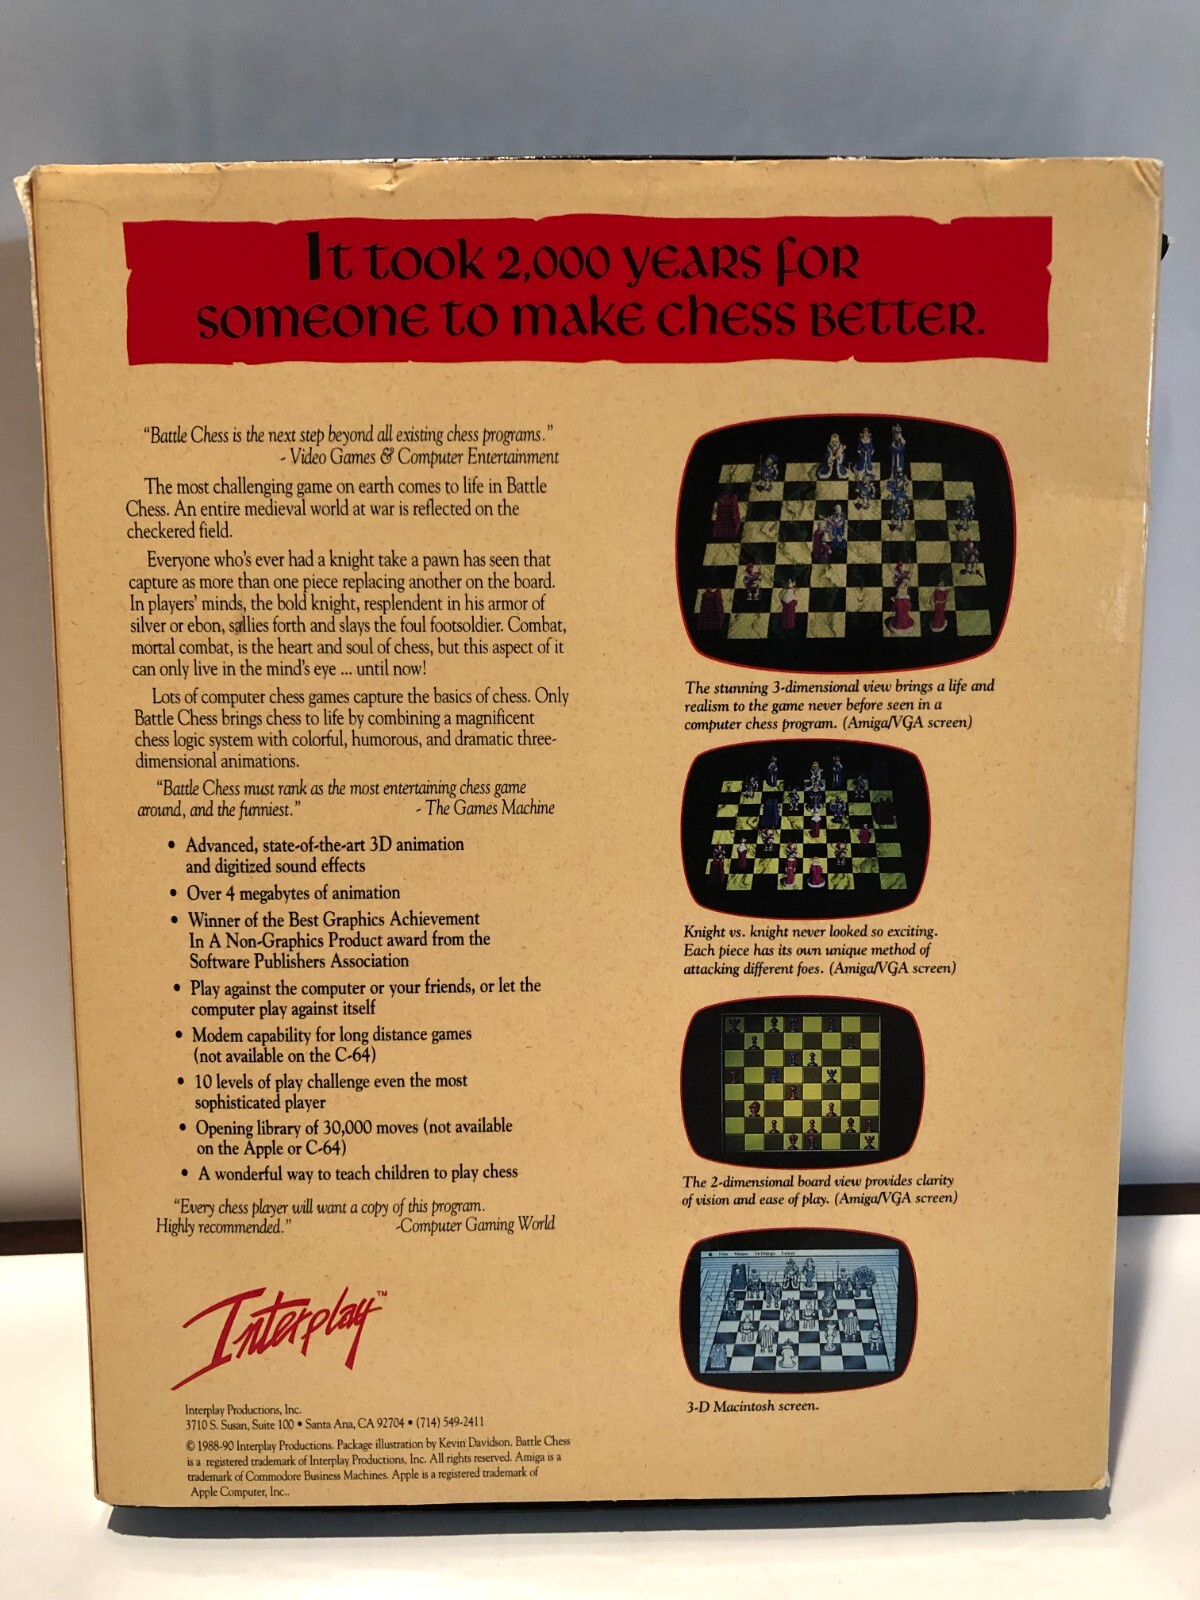 It took 2,000 years for
someone to make chess better.
“Battle Chess is the next step beyond all existing chess programs.”
- Video Games & Computer Entertainment
The most challenging game on earth comes to life in Battle
Chess. An entire medieval world at war is reflected on the
checkered field.
Everyone who's ever had a knight take a pawn has seen that
capture as more than one piece replacing another on the board.
In players' minds, the bold knight, resplendent in his armor of
silver or ebon, sallies forth and slays the foul footsoldier. Combat,
mortal combat, is the heart and soul of chess, but this aspect of it
can only live in the mind's eye ... until now!
Lots of computer chess games capture the basics of chess. Only
Battle Chess brings chess to life by combining a magnificent
chess logic system with colorful, humorous, and dramatic three-
dimensional animations.
“Battle Chess must rank as the most entertaining chess game
around, and the funniest.” - The Games Machine
• Advanced, state-of-the-art 3D animation
and digitized sound effects
• Over 4 megabytes of animation
• Winner of the Best Graphics Achievement
In A Non-Graphics Product award from the
Software Publishers Association
• Play against the computer or your friends, or let the
computer play against itself
• Modem capability for long distance games
(not available on the C-64)
• 10 levels of play challenge even the most
sophisticated player
• Opening library of 30,000 moves (not available
on the Apple or C-64)
• A wonderful way to teach children to play chess
“Every chess player will want a copy of this program.
Highly recommended.” -Computer Gaming World
Interplay™
Interplay Productions, Inc.
3710 S. Susan, Suite 100 • Santa Ana, CA 92704 • (714) 549-2411
© 1988-90 Interplay Productions. Package illustration by Kevin Davidson. Battle Chess
is a registered trademark of Interplay Productions, Inc. All rights reserved. Amiga is a
trademark of Commodore Business Machines. Apple is a registered trademark of
Apple Computer, Inc..
The stunning 3-dimensional view brings a life and
realism to the game never before seen in a
computer chess program. (Amiga/VGA screen)
Knight vs. knight never looked so exciting.
Each piece has its own unique method of
attacking different foes. (Amiga/VGA screen)
The 2-dimensional board view provides clarity
of vision and ease of play. (Amiga/VGA screen)
3-D Macintosh screen.